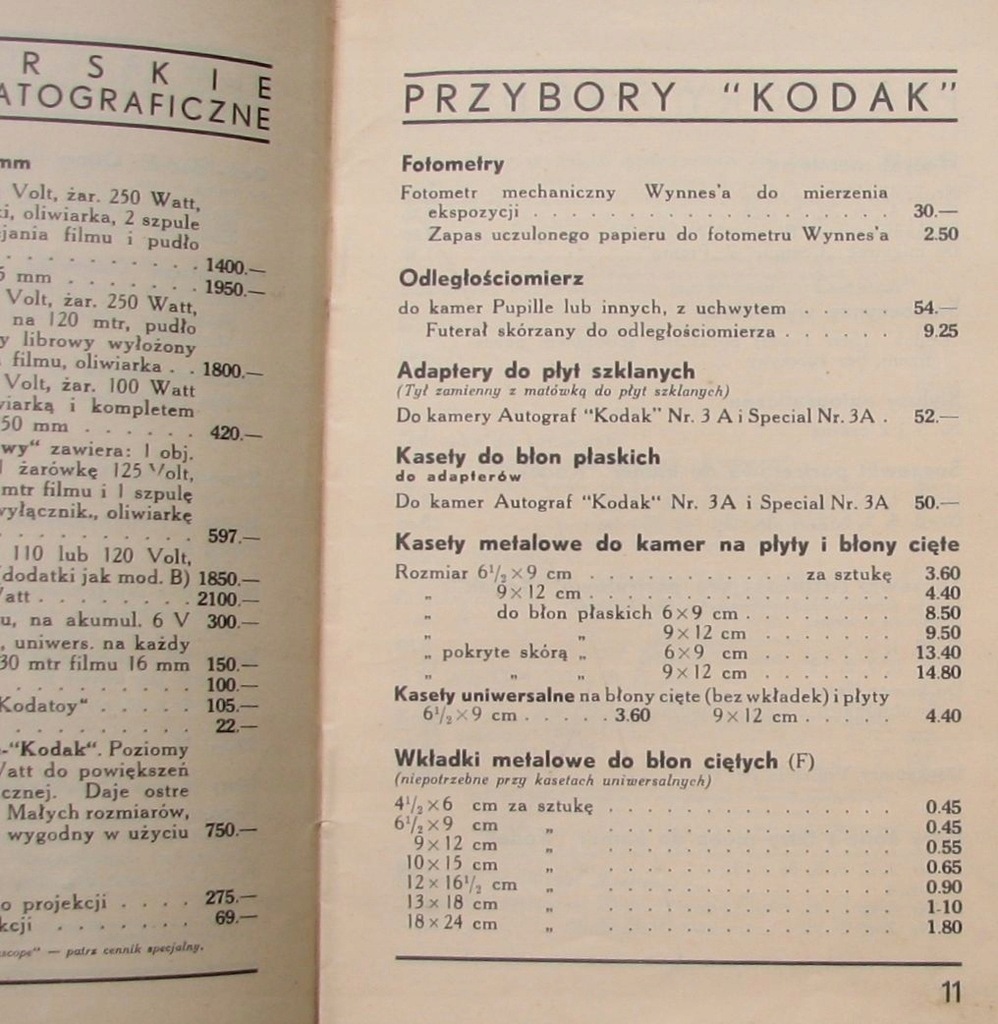 R S K I E
ATOGRAFICZNE
mm
Volt, żar. 250 Watt,
ki, oliwiarka, 2 szpule
jania filmu i pudło
. . . . . . . . . . 1400.—
5 mm . . . . . . . 1950.—
Volt, żar. 250 Watt,
na 120 mtr, pudło
y librowy wyłożony
filmu, oliwiarka . . 1800.—
Volt, żar. 100 Watt
wiarką i kompletem
50 mm . . . . . . 420.—
wy“ zawiera: 1 obj.
1 żarówkę 125 Volt,
mtr filmu i 1 szpulę
wyłącznik., oliwiarkę
. . . . . . . . . . 597.—
110 lub 120 Volt,
(dodatki jak mod. B) 1850.—
Watt . . . . . . . . 2100.—
u, na akumul. 6 V 300.—
, uniwers. na każdy
30 mtr filmu 16 mm 150.—
. . . . . . . . . . 100.—
Kodatoy“ . . . . . 105.—
. . . . . . . . . . 22.—
-“Kodak“. Poziomy
Watt do powiększeń
cznej. Daje ostre
Małych rozmiarów,
wygodny w użyciu 750.—
o projekcji . . . . 275.—
kcji . . . . . . . 69.—
scope“ — patrz cennik specjalny.
PRZYBORY “KODAK”
Fotometry
Fotometr mechaniczny Wynnes'a do mierzenia
ekspozycji . . . . . . . . . . . . . . . . . . 30.—
Zapas uczulonego papieru do fotometru Wynnes'a 2.50
Odległościomierz
do kamer Pupille lub innych, z uchwytem . . . . . 54.—
Futerał skórzany do odległościomierza . . . . . . 9.25
Adaptery do płyt szklanych
(Tył zamienny z matówką do płyt szklanych)
Do kamery Autograf “Kodak” Nr. 3 A i Special Nr. 3A . 52.—
Kasety do błon płaskich
do adapterów
Do kamer Autograf “Kodak“ Nr. 3A i Special Nr. 3A 50.—
Kasety metalowe do kamer na płyty i błony cięte
Rozmiar 6½×9 cm . . . . . . . . . . . za sztukę 3.60
„ 9×12 cm . . . . . . . . . . . . . . . 4.40
„ do błon płaskich 6×9 cm . . . . . . . . 8.50
„ „ 9×12 cm . . . . . . . 9.50
„ pokryte skórą „ 6×9 cm . . . . . . . 13.40
„ „ „ 9×12 cm . . . . . . . 14.80
Kasety uniwersalne na błony cięte (bez wkładek) i płyty
6½×9 cm . . . . . 3.60 9×12 cm . . . . . 4.40
Wkładki metalowe do błon ciętych (F)
(niepotrzebne przy kasetach uniwersalnych)
4½×6 cm za sztukę . . . . . . . . . . . . . . 0.45
6½×9 cm „ . . . . . . . . . . . . . . 0.45
9×12 cm „ . . . . . . . . . . . . . . 0.55
10×15 cm „ . . . . . . . . . . . . . . 0.65
12×16½ cm „ . . . . . . . . . . . . . . 0.90
13×18 cm „ . . . . . . . . . . . . . . 1-10
18×24 cm „ . . . . . . . . . . . . . . 1.80
11